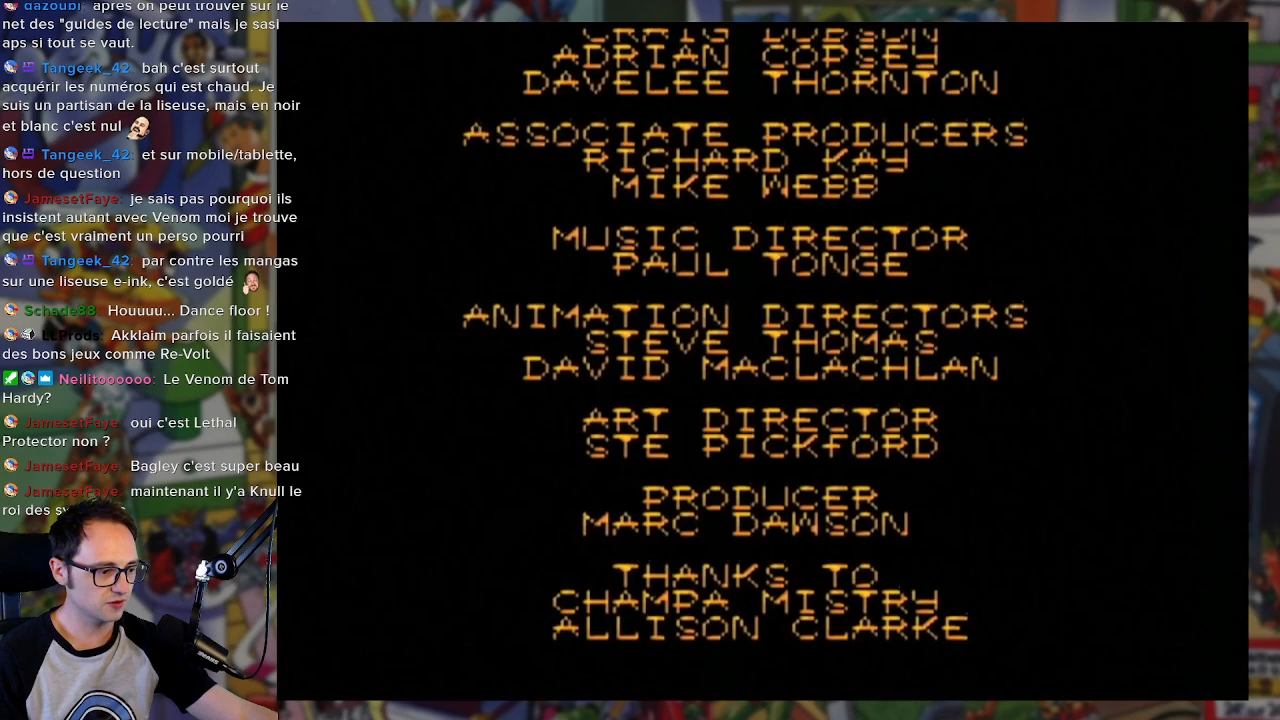 dazoubi: après on peut trouver sur le
net des "guides de lecture" mais je sasi
aps si tout se vaut.
Tangeek_42: bah c'est surtout
acquérir les numéros qui est chaud. Je
suis un partisan de la liseuse, mais en noir
et blanc c'est nul
Tangeek_42: et sur mobile/tablette,
hors de question
JamesetFaye: je sais pas pourquoi ils
insistent autant avec Venom moi je trouve
que c'est vraiment un perso pourri
Tangeek_42: par contre les mangas
sur une liseuse e-ink, c'est goldé
Schade88: Houuuu... Dance floor !
LLProds: Akklaim parfois il faisaient
des bons jeux comme Re-Volt
Neilitoooooo: Le Venom de Tom
Hardy?
JamesetFaye: oui c'est Lethal
Protector non ?
JamesetFaye: Bagley c'est super beau
JamesetFaye: maintenant il y'a Knull le
roi des
ADRIAN COPSEY
DAVELEE THORNTON
ASSOCIATE PRODUCERS
RICHARD KAY
MIKE WEBB
MUSIC DIRECTOR
PAUL TONGE
ANIMATION DIRECTORS
STEVE THOMAS
DAVID MACLACHLAN
ART DIRECTOR
STE PICKFORD
PRODUCER
MARC DAWSON
THANKS TO
CHAMPA MISTRY
ALLISON CLARKE